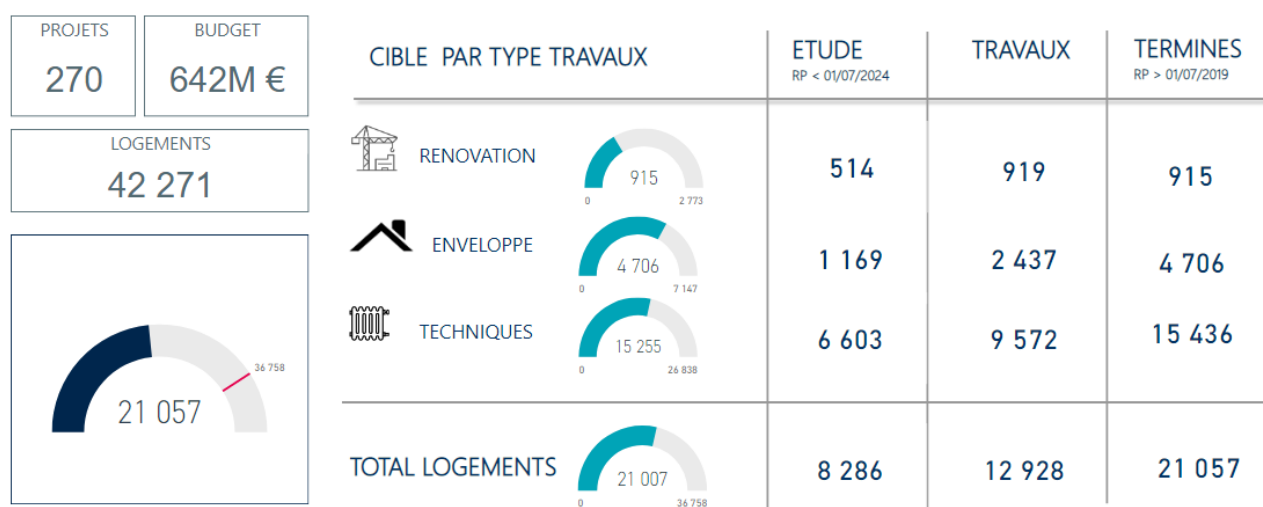 PROJETS
270
BUDGET
642M €
LOGEMENTS
42 271
36 758
21 057
CIBLE PAR TYPE TRAVAUX
ETUDE
RP < 01/07/2024
TRAVAUX
TERMINES
RP > 01/07/2019
RENOVATION
915
0
2 773
514
919
915
ENVELOPPE
4 706
0
7 147
1 169
2 437
4 706
TECHNIQUES
15 255
0
26 838
6 603
9 572
15 436
TOTAL LOGEMENTS
21 007
0
36 758
8 286
12 928
21 057